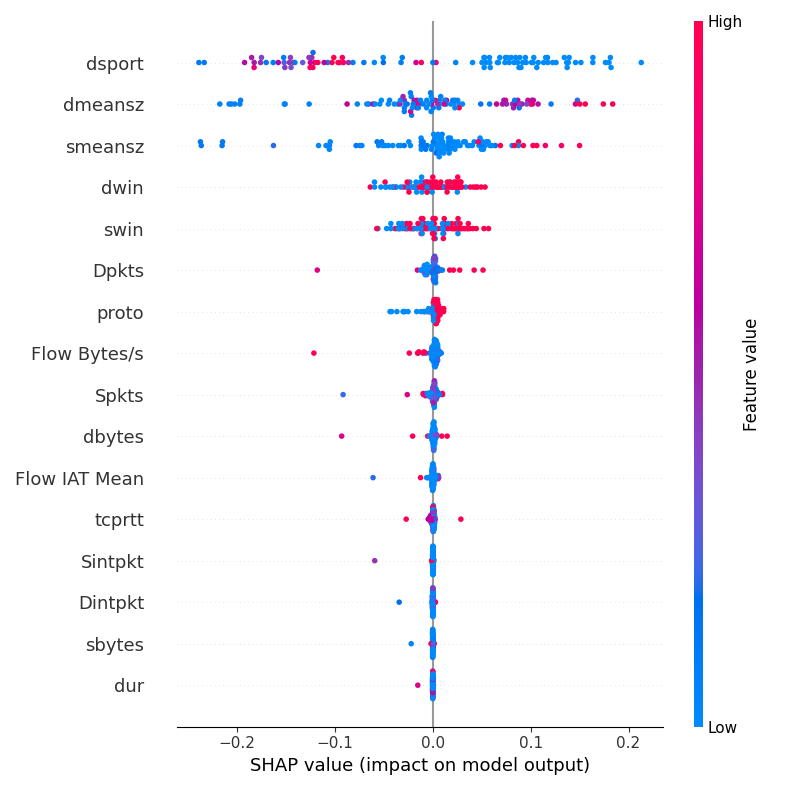 High
dsport
dmeansz
smeansz
dwin
swin
Dpkts
proto
Flow Bytes/s
Spkts
dbytes
Flow IAT Mean
tcprtt
Sintpkt
Dintpkt
sbytes
dur
Feature value
Low
−0.2 −0.1 0.0 0.1 0.2
SHAP value (impact on model output)